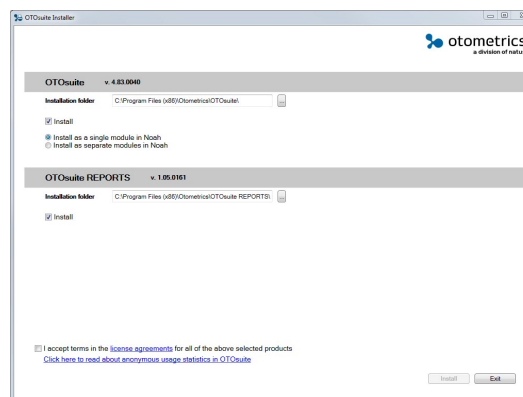 OTOsuite Installer
otometrics
a division of natu
OTOsuite v. 4.83.0040
Installation folder C:\Program Files (x86)\Otometrics\OTOsuite\ ...
Install
Install as a single module in Noah
Install as separate modules in Noah
OTOsuite REPORTS v. 1.05.0161
Installation folder C:\Program Files (x86)\Otometrics\OTOsuite REPORTS\ ...
Install
I accept terms in the license agreements for all of the above selected products
Click here to read about anonymous usage statistics in OTOsuite
Install Exit